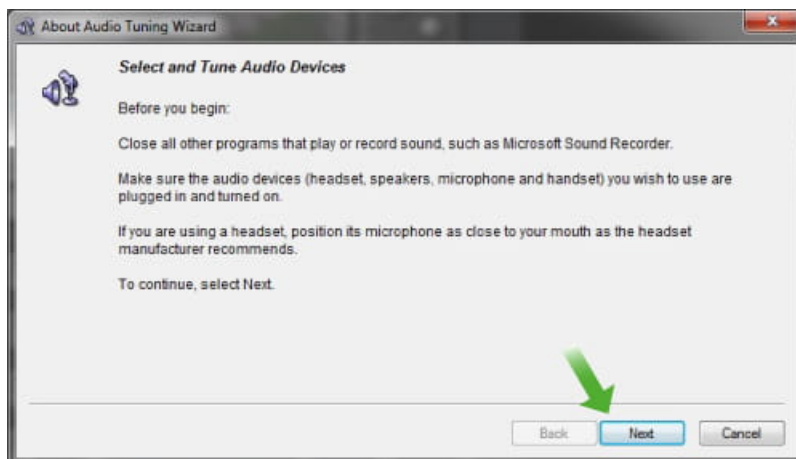 About Audio Tuning Wizard
Select and Tune Audio Devices
Before you begin:
Close all other programs that play or record sound, such as Microsoft Sound Recorder.
Make sure the audio devices (headset, speakers, microphone and handset) you wish to use are
plugged in and turned on.
If you are using a headset, position its microphone as close to your mouth as the headset
manufacturer recommends.
To continue, select Next.
Back Next Cancel